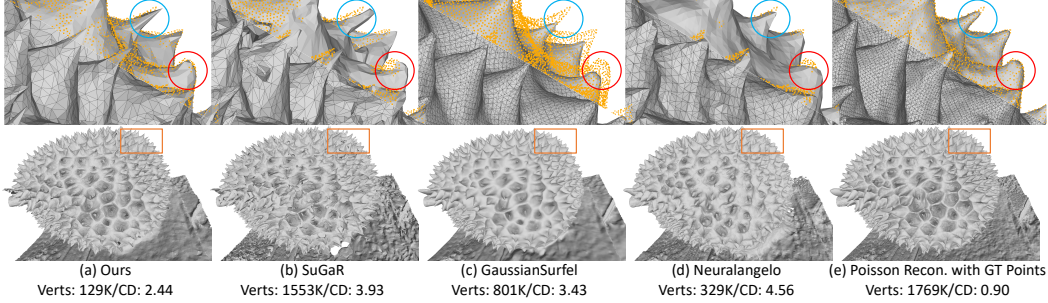 (a) Ours (b) SuGaR (c) GaussianSurfel (d) Neuralangelo (e) Poisson Recon. with GT Points
Verts: 129K/CD: 2.44 Verts: 1553K/CD: 3.93 Verts: 801K/CD: 3.43 Verts: 329K/CD: 4.56 Verts: 1769K/CD: 0.90